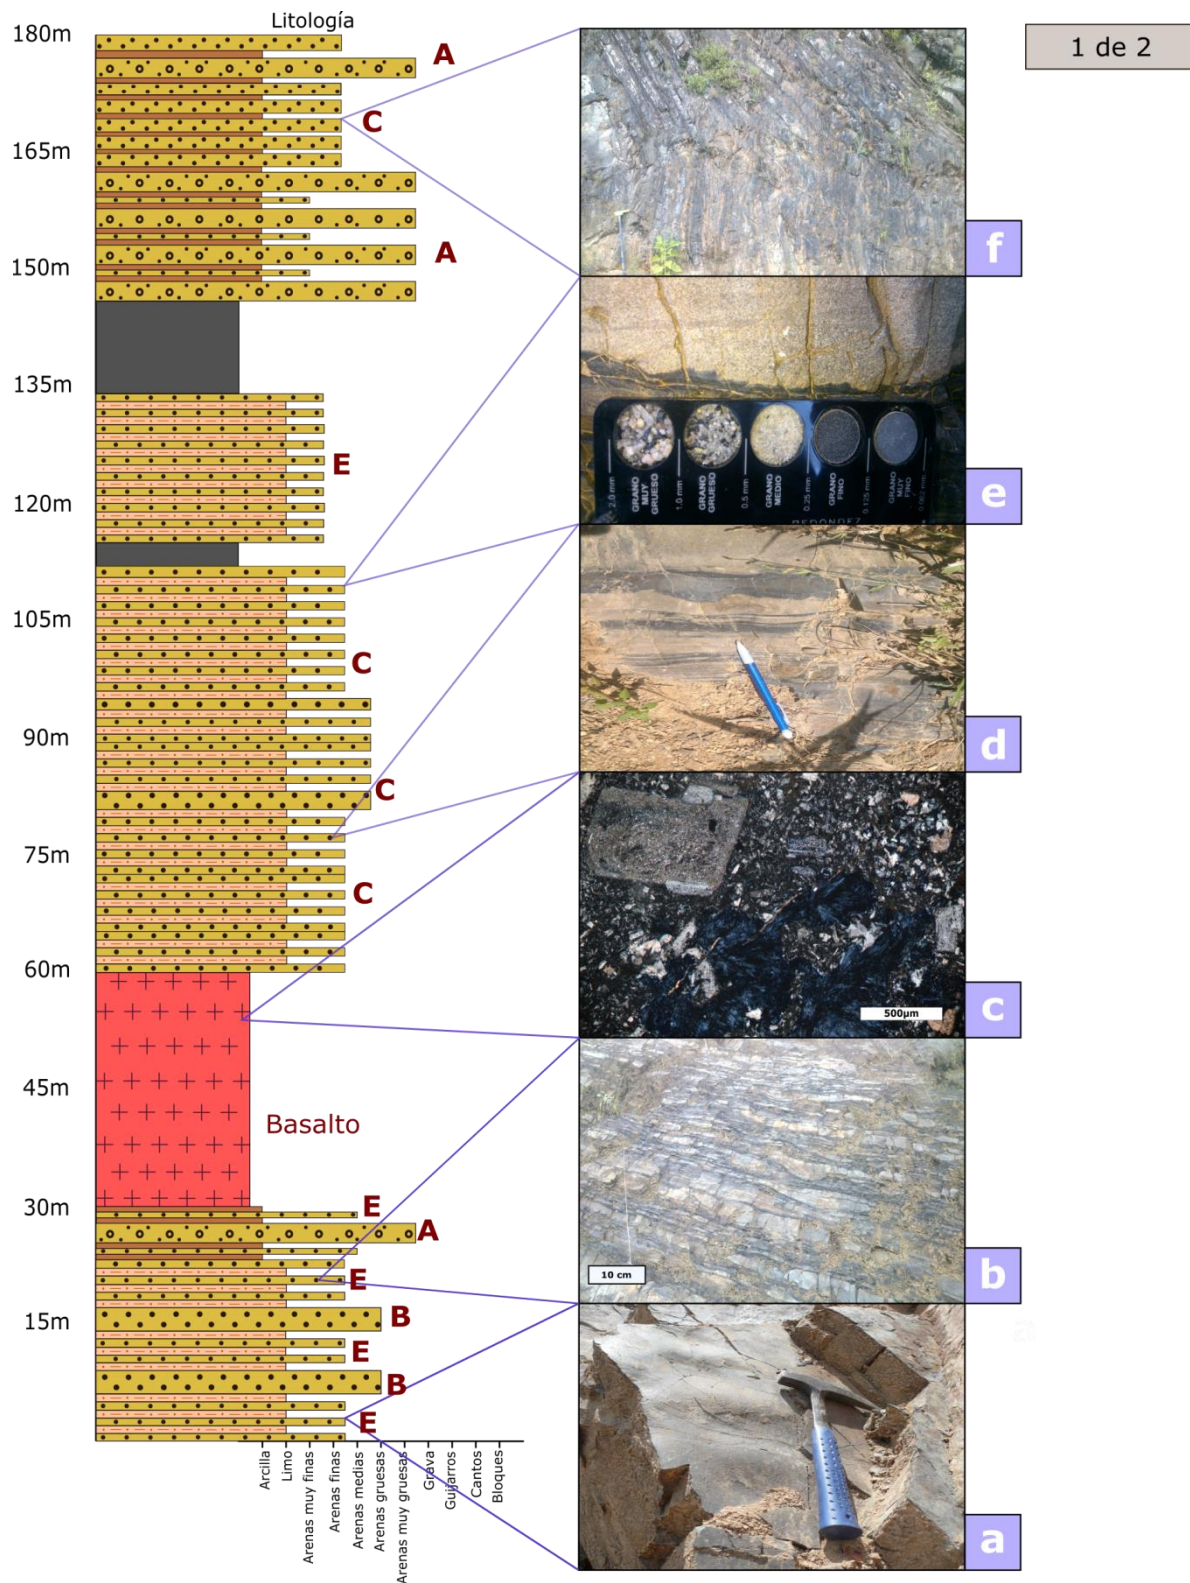 Litología
1 de 2
180m
165m
150m
135m
120m
105m
90m
75m
60m
45m
30m
15m
A
C
A
E
C
C
C
Basalto
E
A
E
B
E
B
E
Arcilla
Limo
Arenas muy finas
Arenas finas
Arenas medias
Arenas gruesas
Arenas muy gruesas
Grava
Guijarros
Cantos
Bloques
f
2.0 mm
GRANO MUY GRUESO
1.0 mm
GRANO GRUESO
0.5 mm
GRANO MEDIO
0.25 mm
GRANO FINO
0.125 mm
GRANO MUY FINO
e
d
500µm
c
10 cm
b
a